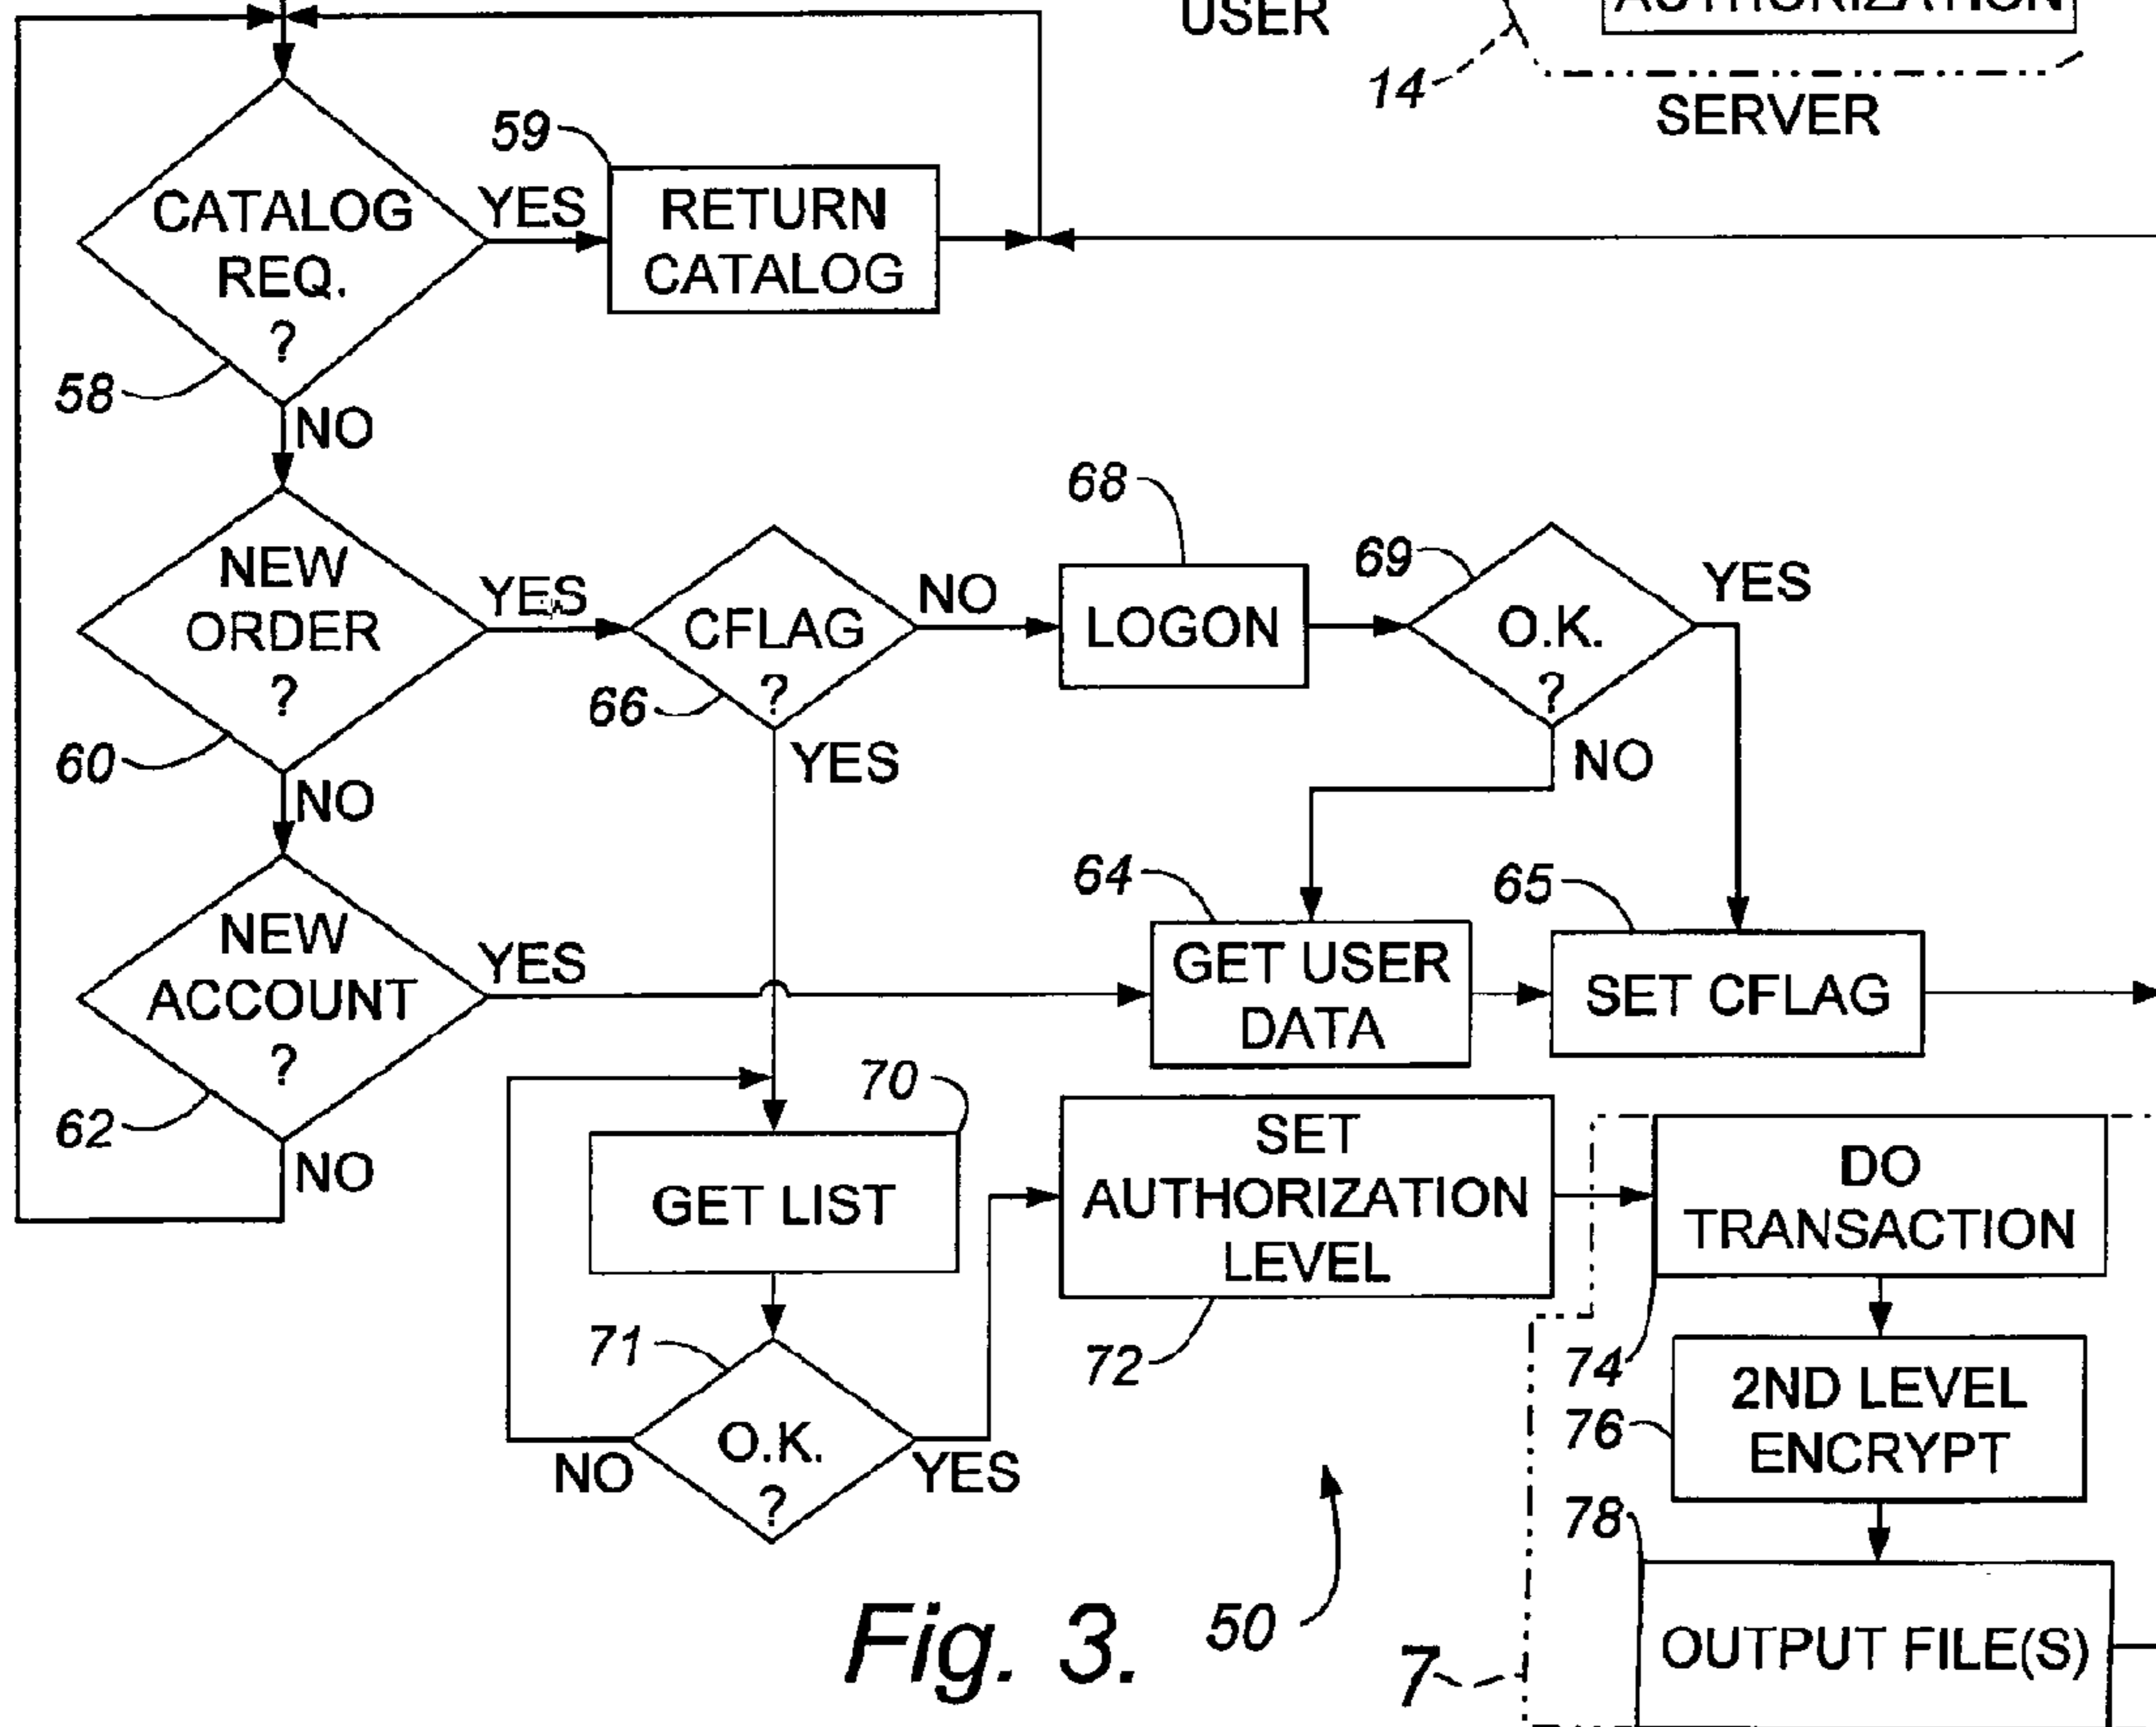 USER
AUTHORIZATION
14
SERVER
59
CATALOG
REQ.
?
YES
RETURN
CATALOG
58
NO
68
NEW
ORDER
?
YES
CFLAG
?
NO
LOGON
69
O.K.
?
YES
66
60
NO
YES
NO
64
65
NEW
ACCOUNT
?
YES
GET USER
DATA
SET CFLAG
70
62
NO
GET LIST
SET
AUTHORIZATION
LEVEL
DO
TRANSACTION
71
72
74
O.K.
?
NO
YES
76
2ND LEVEL
ENCRYPT
78
Fig. 3.
50
7
OUTPUT FILE(S)